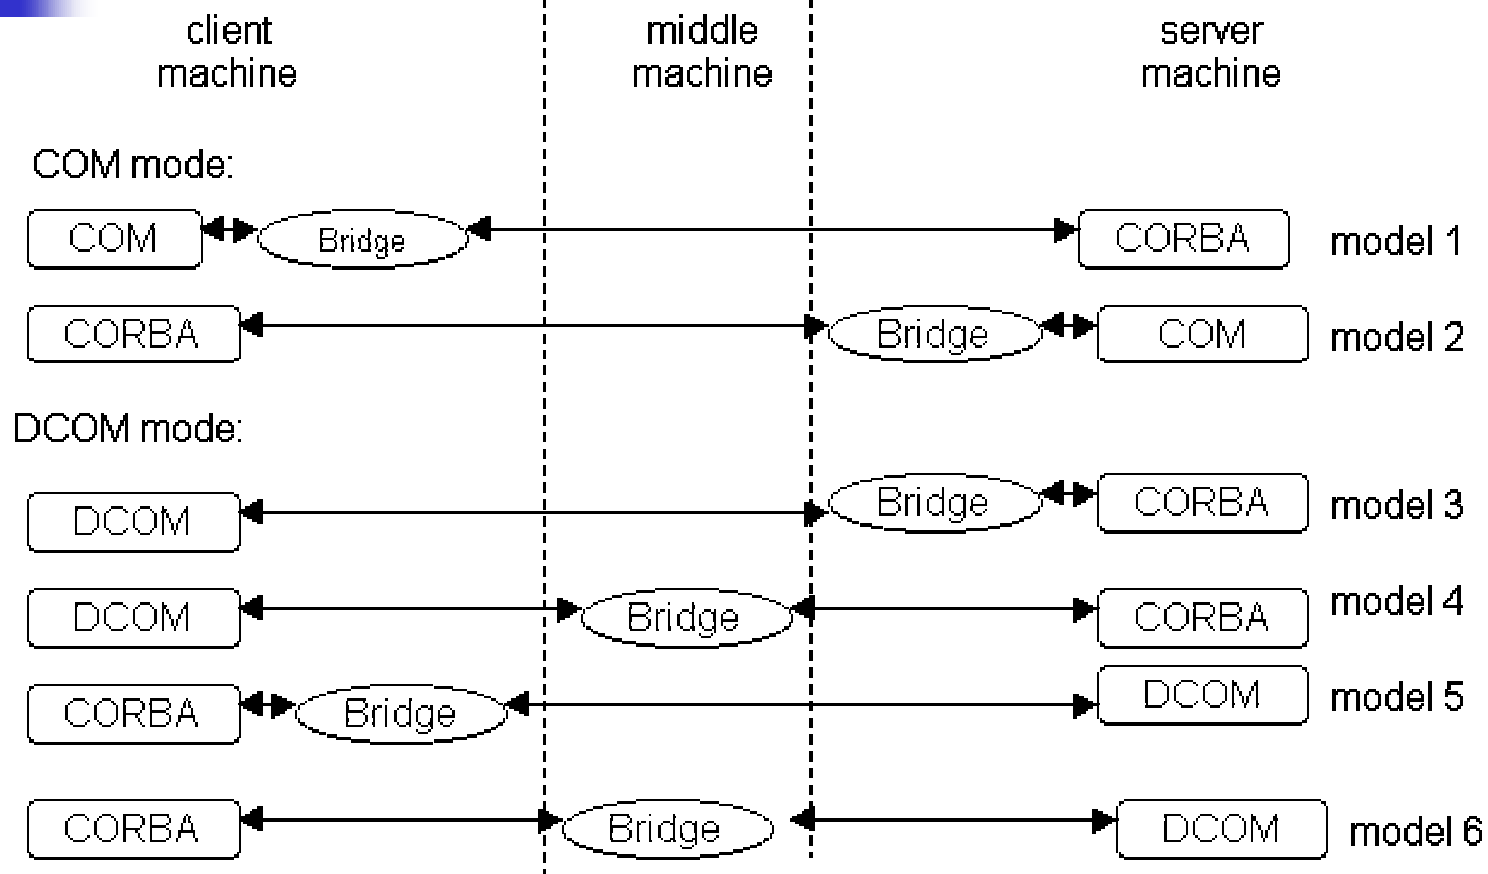 client middle server
machine machine machine
COM mode:
COM Bridge CORBA model 1
CORBA Bridge COM model 2
DCOM mode:
DCOM Bridge CORBA model 3
DCOM Bridge CORBA model 4
CORBA Bridge DCOM model 5
CORBA Bridge DCOM model 6